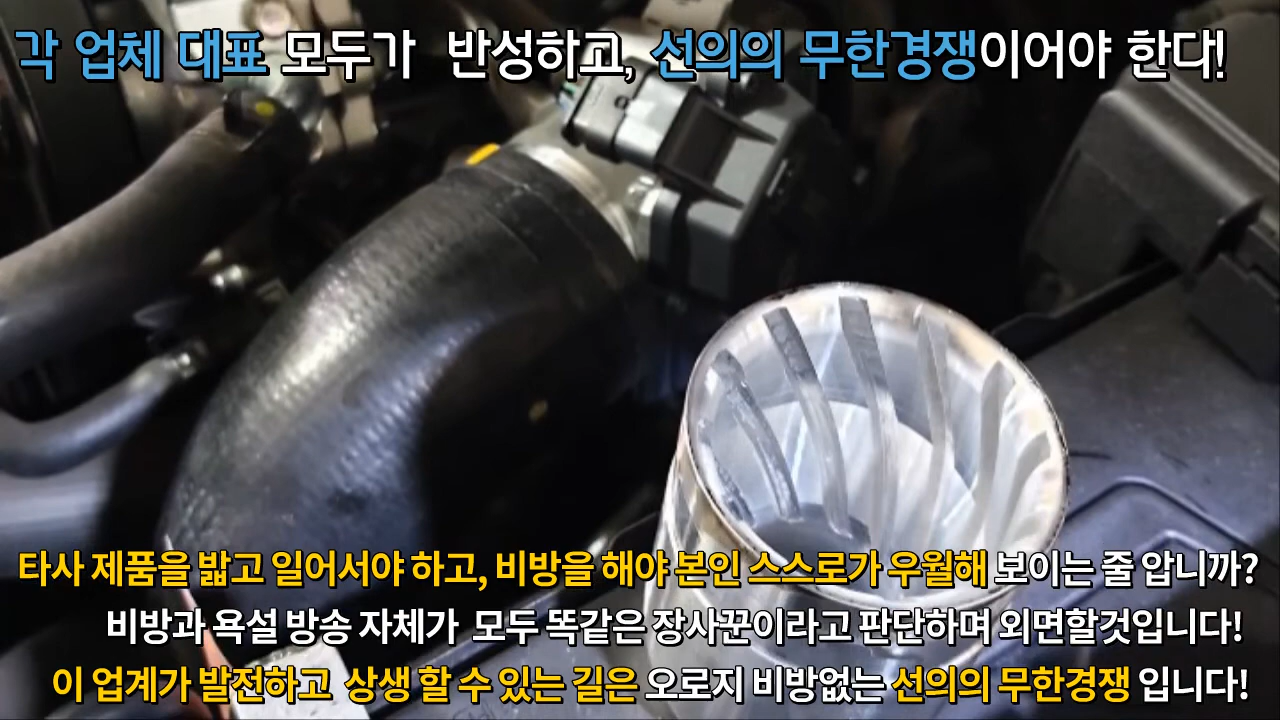 각 업체 대표 모두가 반성하고, 선의의 무한경쟁이어야 한다!
타사 제품을 밟고 일어서야 하고, 비방을 해야 본인 스스로가 우월해 보이는 줄 압니까?
비방과 욕설 방송 자체가 모두 똑같은 장사꾼이라고 판단하며 외면할것입니다!
이 업계가 발전하고 상생 할 수 있는 길은 오로지 비방없는 선의의 무한경쟁 입니다!